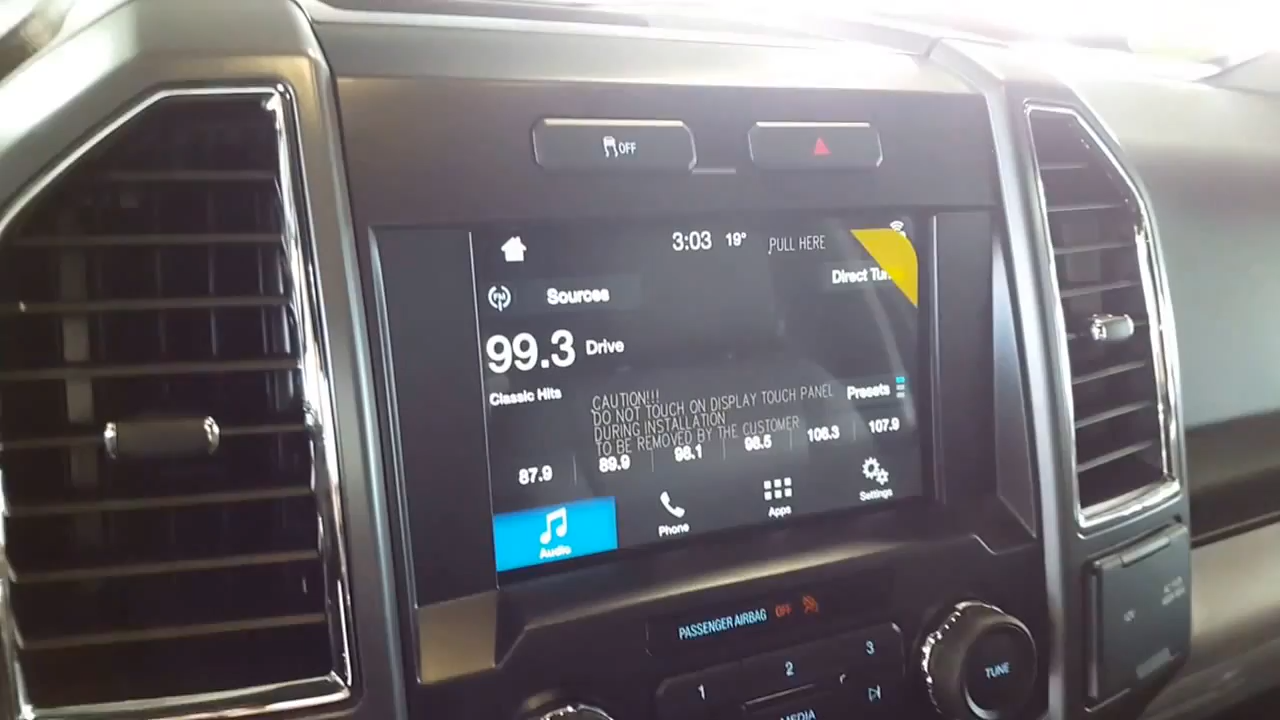 OFF
3:03 19° PULL HERE
Direct
FM Sources
99.3 Drive
Classic Hits
CAUTION!!!
DO NOT TOUCH ON DISPLAY TOUCH PANEL
DURING INSTALLATION
TO BE REMOVED BY THE CUSTOMER
Presets
87.9 89.9 98.1 98.5 106.3 107.9
Audio Phone Apps Settings
PASSENGER AIRBAG OFF
1 2 3
MEDIA
TUNE